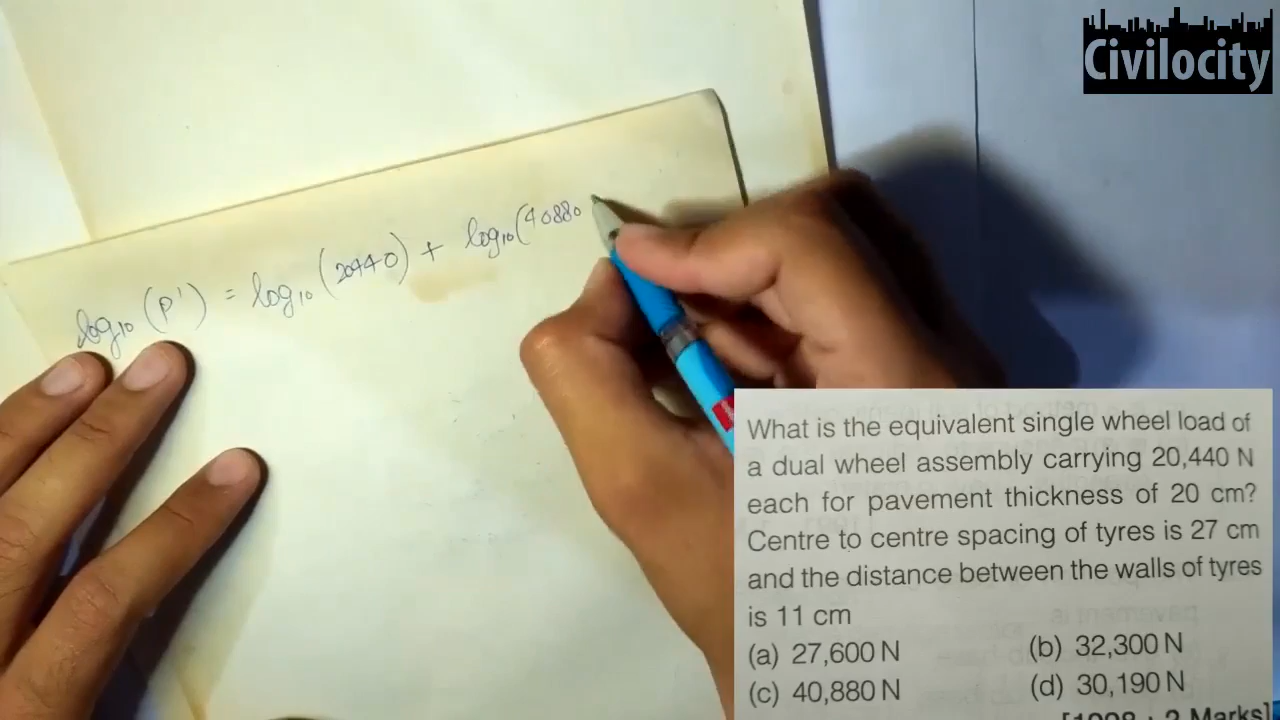 Civilocity
log₁₀ (P') = log₁₀ (20440) + log₁₀ (40880
What is the equivalent single wheel load of
a dual wheel assembly carrying 20,440 N
each for pavement thickness of 20 cm?
Centre to centre spacing of tyres is 27 cm
and the distance between the walls of tyres
is 11 cm
(a) 27,600 N (b) 32,300 N
(c) 40,880 N (d) 30,190 N